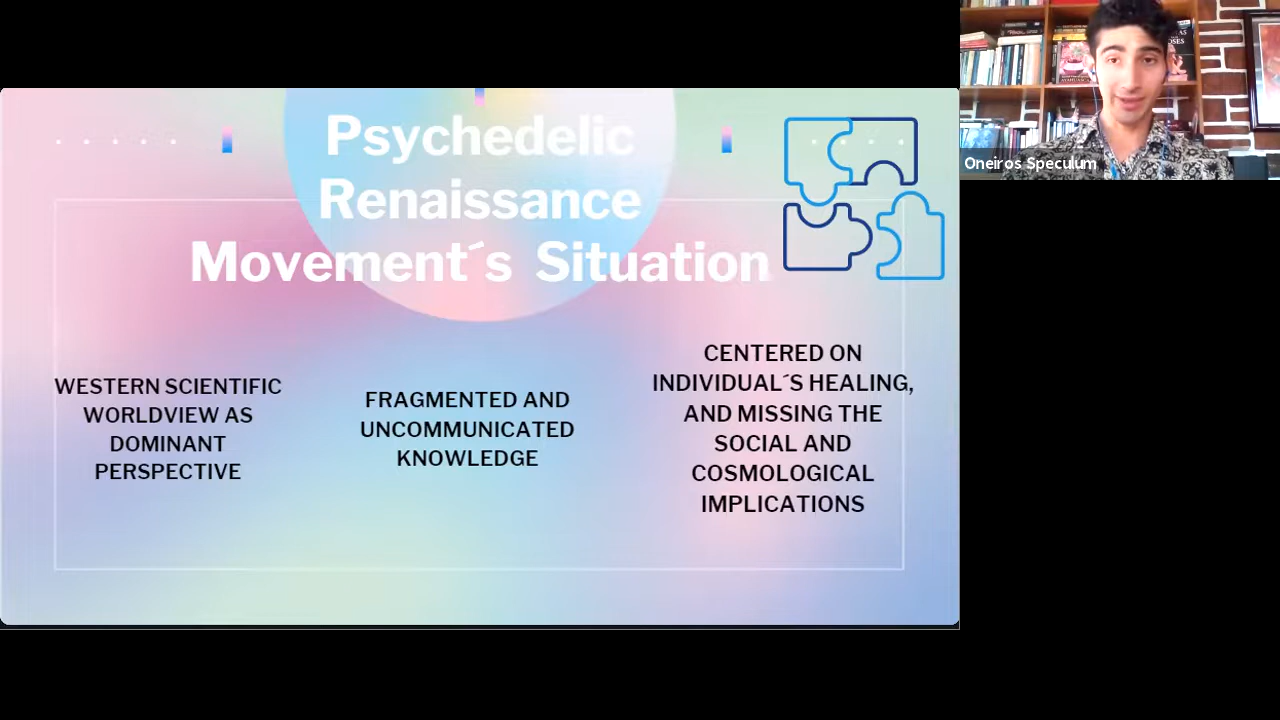 Psychedelic
Renaissance
Movement´s Situation
WESTERN SCIENTIFIC
WORLDVIEW AS
DOMINANT
PERSPECTIVE
FRAGMENTED AND
UNCOMMUNICATED
KNOWLEDGE
CENTERED ON
INDIVIDUAL´S HEALING,
AND MISSING THE
SOCIAL AND
COSMOLOGICAL
IMPLICATIONS
Oneiros Speculum